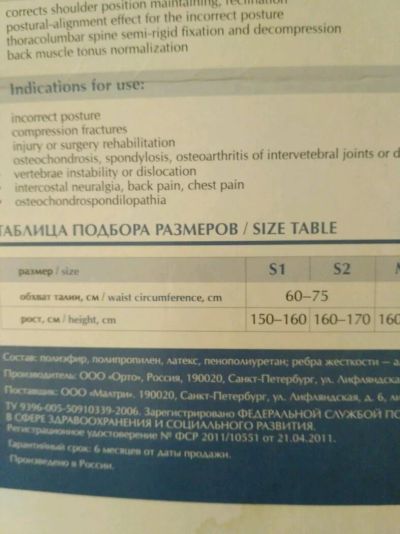 corrects shoulder position maintaining, reclination
postural-alignment effect for the incorrect posture
thoracolumbar spine semi-rigid fixation and decompression
back muscle tonus normalization
Indications for use:
incorrect posture
compression fractures
injury or surgery rehabilitation
osteochondrosis, spondylosis, osteoarthritis of intervetebral joints or d
vertebrae instability or dislocation
intercostal neuralgia, back pain, chest pain
osteochondrospondilopathia
ТАБЛИЦА ПОДБОРА РАЗМЕРОВ / SIZE TABLE
размер / size S1 S2
обхват талии, см / waist circumference, cm 60–75
рост, см / height, cm 150–160 160–170 160
Состав: полиэфир, полипропилен, латекс, пенополиуретан; ребра жесткости — а
Производитель: ООО «Орто», Россия, 190020, Санкт-Петербург, ул. Лифляндска
Поставщик: ООО «Малтри». 190020, Санкт-Петербург, ул. Лифляндская, д. 6, ли
ТУ 9396-005-50910339-2006. Зарегистрировано ФЕДЕРАЛЬНОЙ СЛУЖБОЙ ПО
В СФЕРЕ ЗДРАВООХРАНЕНИЯ И СОЦИАЛЬНОГО РАЗВИТИЯ.
Регистрационное удостоверение № ФСР 2011/10551 от 21.04.2011.
Гарантийный срок: 6 месяцев от даты продажи.
Произведено в России.